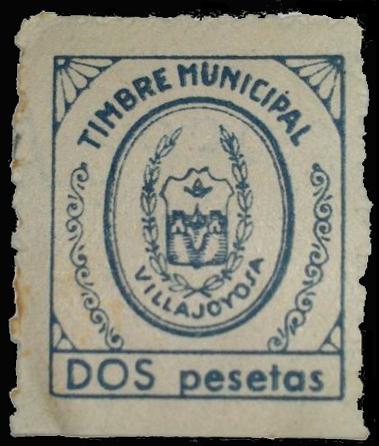 TIMBRE MUNICIPAL
VILLAJOYOSA
DOS pesetas